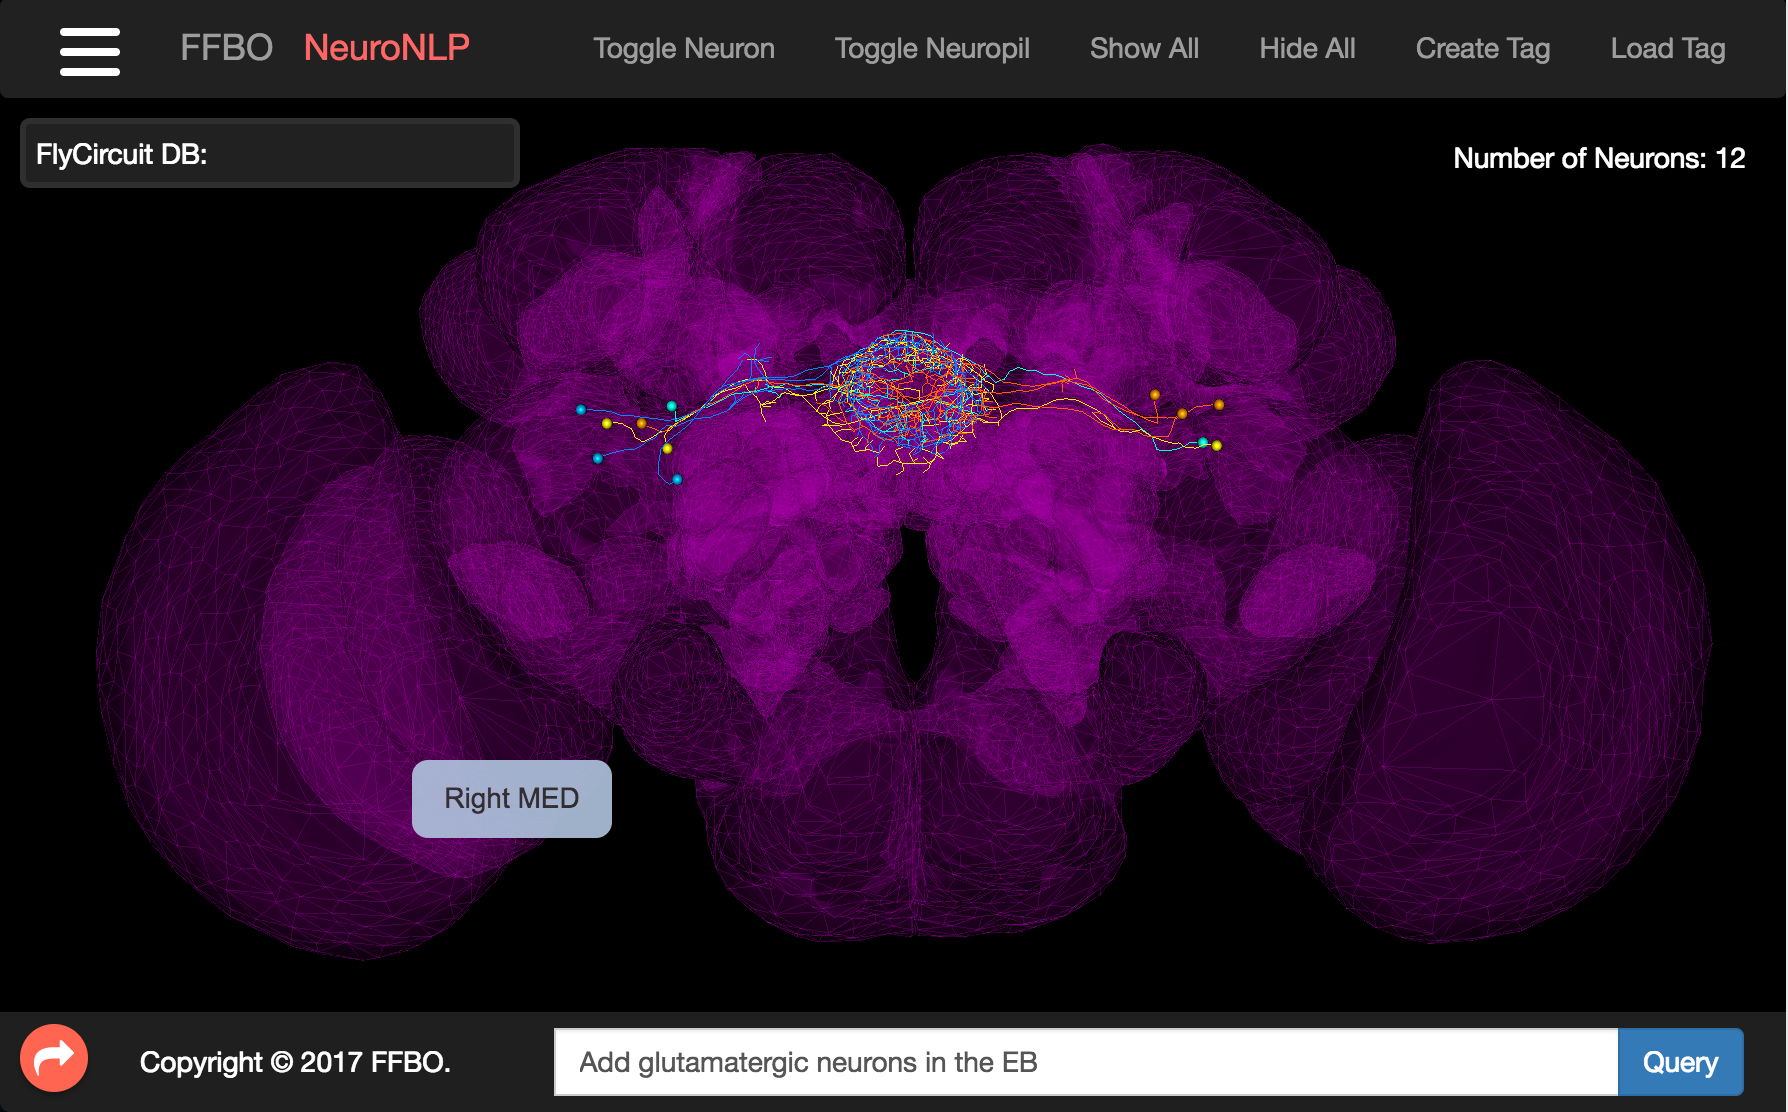 FFBO NeuroNLP Toggle Neuron Toggle Neuropil Show All Hide All Create Tag Load Tag
FlyCircuit DB:
Number of Neurons: 12
Right MED
Copyright © 2017 FFBO.
Add glutamatergic neurons in the EB
Query